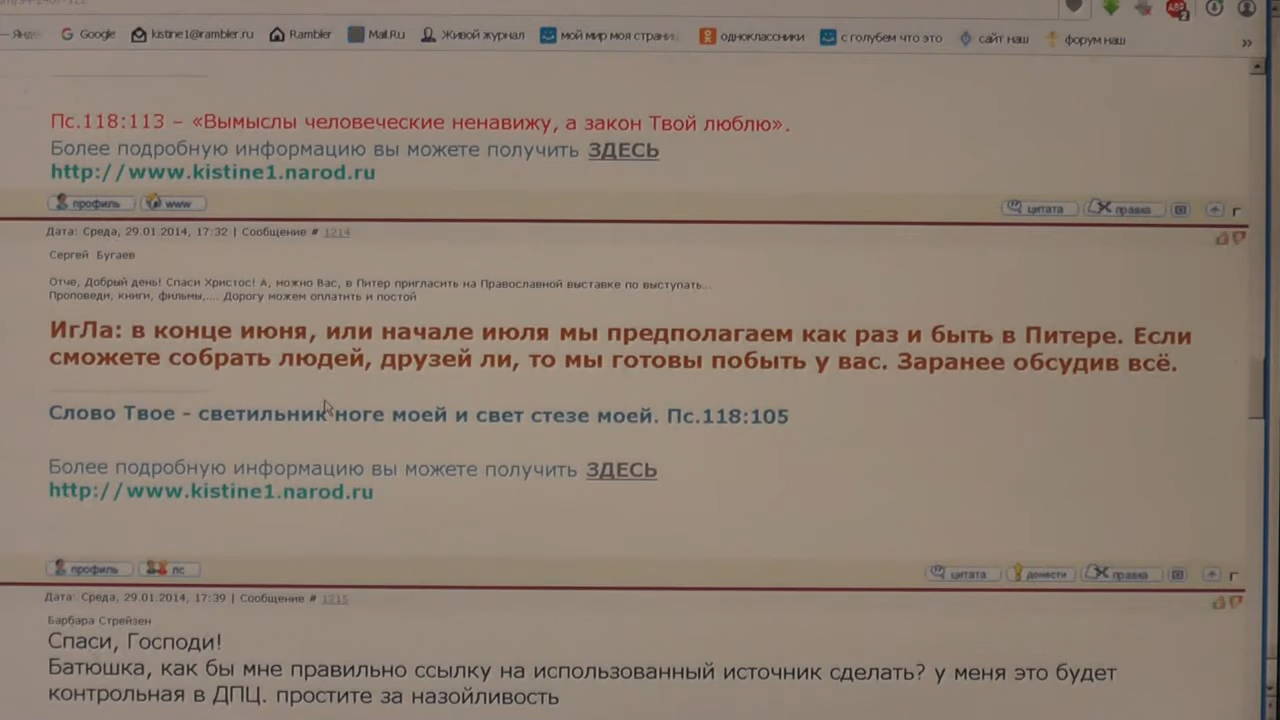 Google kistine1@rambler.ru Rambler Mail.Ru Живой журнал мой мир моя страни одноклассники с голубем что это сайт наш форум наш »
Пс.118:113 – «Вымыслы человеческие ненавижу, а закон Твой люблю».
Более подробную информацию вы можете получить ЗДЕСЬ
http://www.kistine1.narod.ru
профиль www цитата правка
Дата: Среда, 29.01.2014, 17:32 | Сообщение # 1214
Сергей Бугаев
Отче, Добрый день! Спаси Христос! А, можно Вас, в Питер пригласить на Православной выставке по выступать...
Проповеди, книги, фильмы,.... Дорогу можем оплатить и постой
ИгЛа: в конце июня, или начале июля мы предполагаем как раз и быть в Питере. Если
сможете собрать людей, друзей ли, то мы готовы побыть у вас. Заранее обсудив всё.
Слово Твое - светильник ноге моей и свет стезе моей. Пс.118:105
Более подробную информацию вы можете получить ЗДЕСЬ
http://www.kistine1.narod.ru
профиль лс цитата донести правка
Дата: Среда, 29.01.2014, 17:39 | Сообщение # 1215
Барбара Стрейзен
Спаси, Господи!
Батюшка, как бы мне правильно ссылку на использованный источник сделать? у меня это будет
контрольная в ДПЦ. простите за назойливость